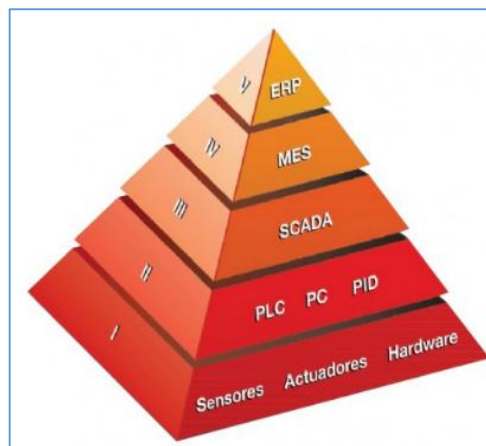 V ERP
IV MES
III SCADA
II PLC PC PID
I Sensores Actuadores Hardware